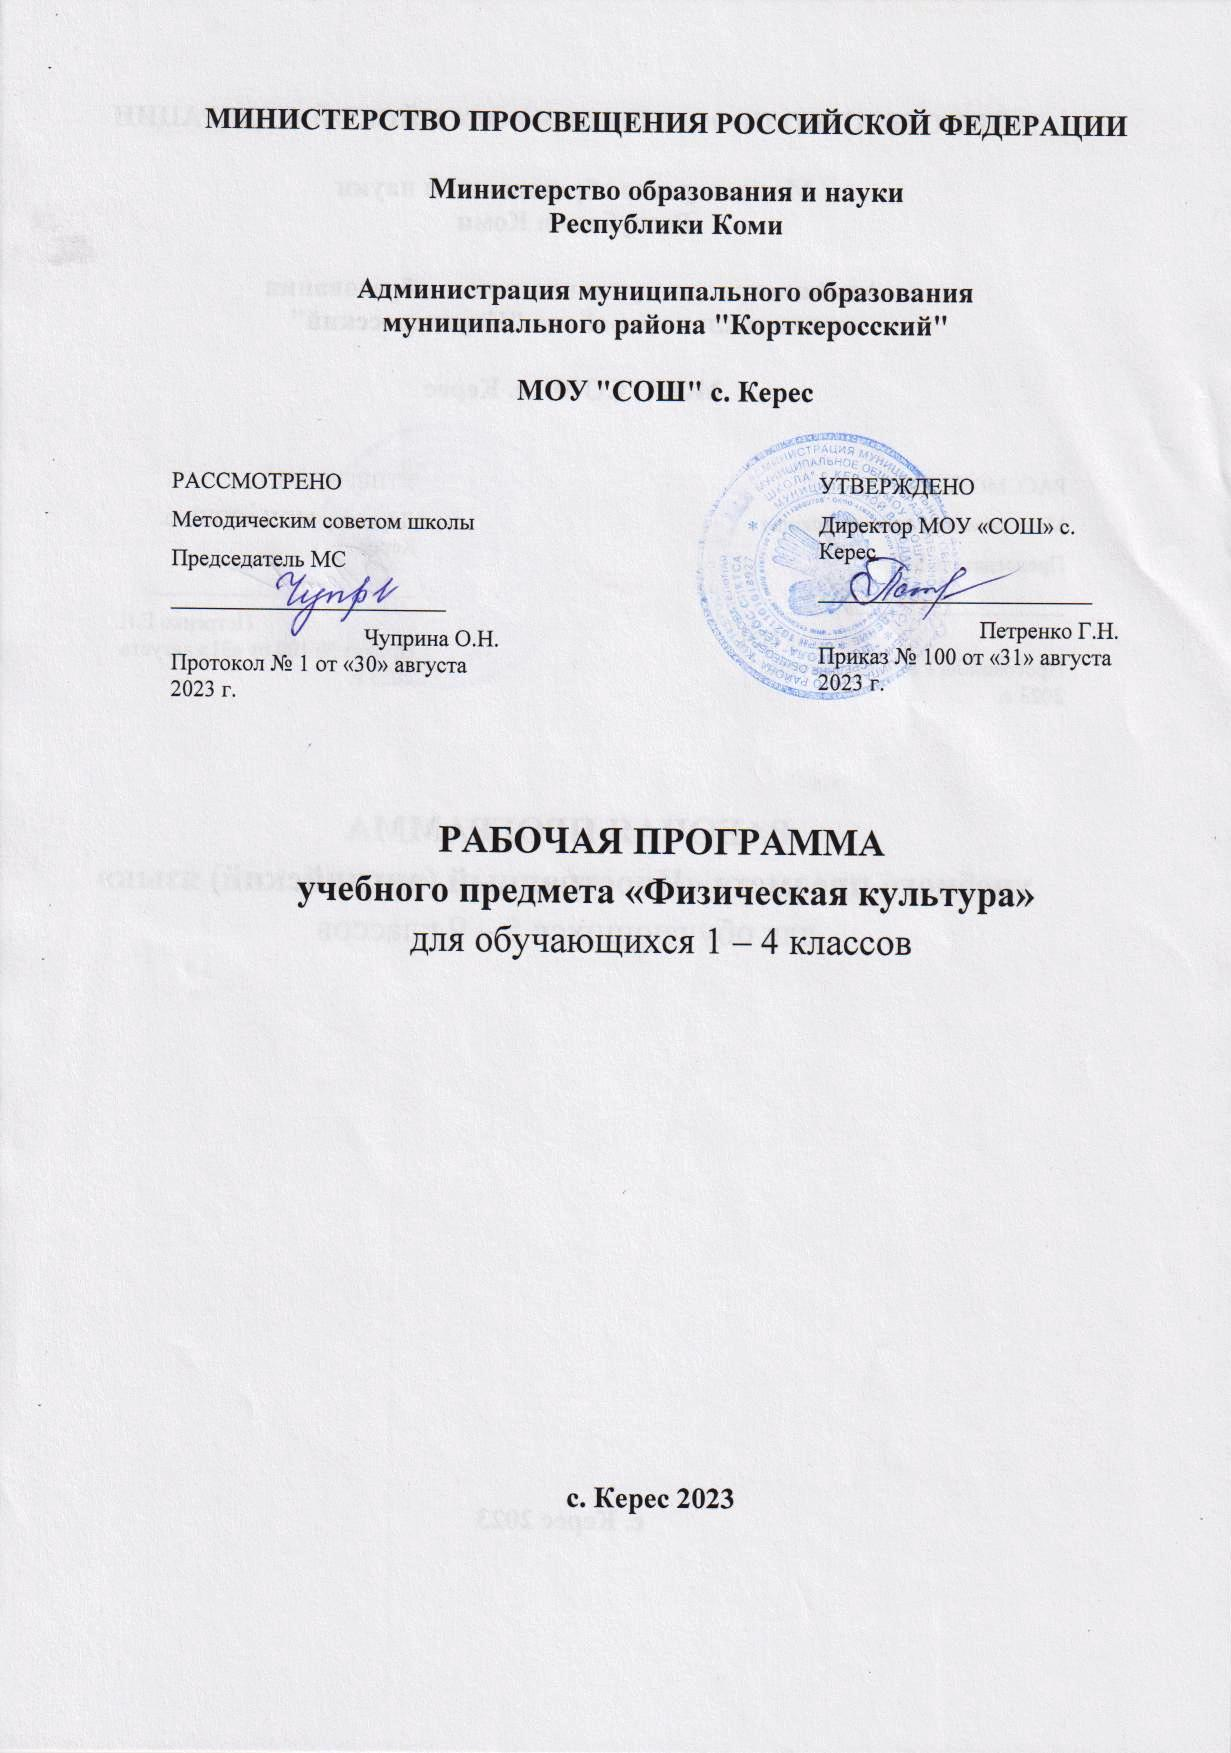 МИНИСТЕРСТВО ПРОСВЕЩЕНИЯ РОССИЙСКОЙ ФЕДЕРАЦИИ
Министерство образования и науки
Республики Коми
Администрация муниципального образования
муниципального района "Корткеросский"
МОУ "СОШ" с. Керес
РАССМОТРЕНО
Методическим советом школы
Председатель МС
Чуприна О.Н.
Протокол № 1 от «30» августа
2023 г.
УТВЕРЖДЕНО
Директор МОУ «СОШ» с.
Керес
Петренко Г.Н.
Приказ № 100 от «31» августа
2023 г.
РАБОЧАЯ ПРОГРАММА
учебного предмета «Физическая культура»
для обучающихся 1 – 4 классов
с. Керес 2023